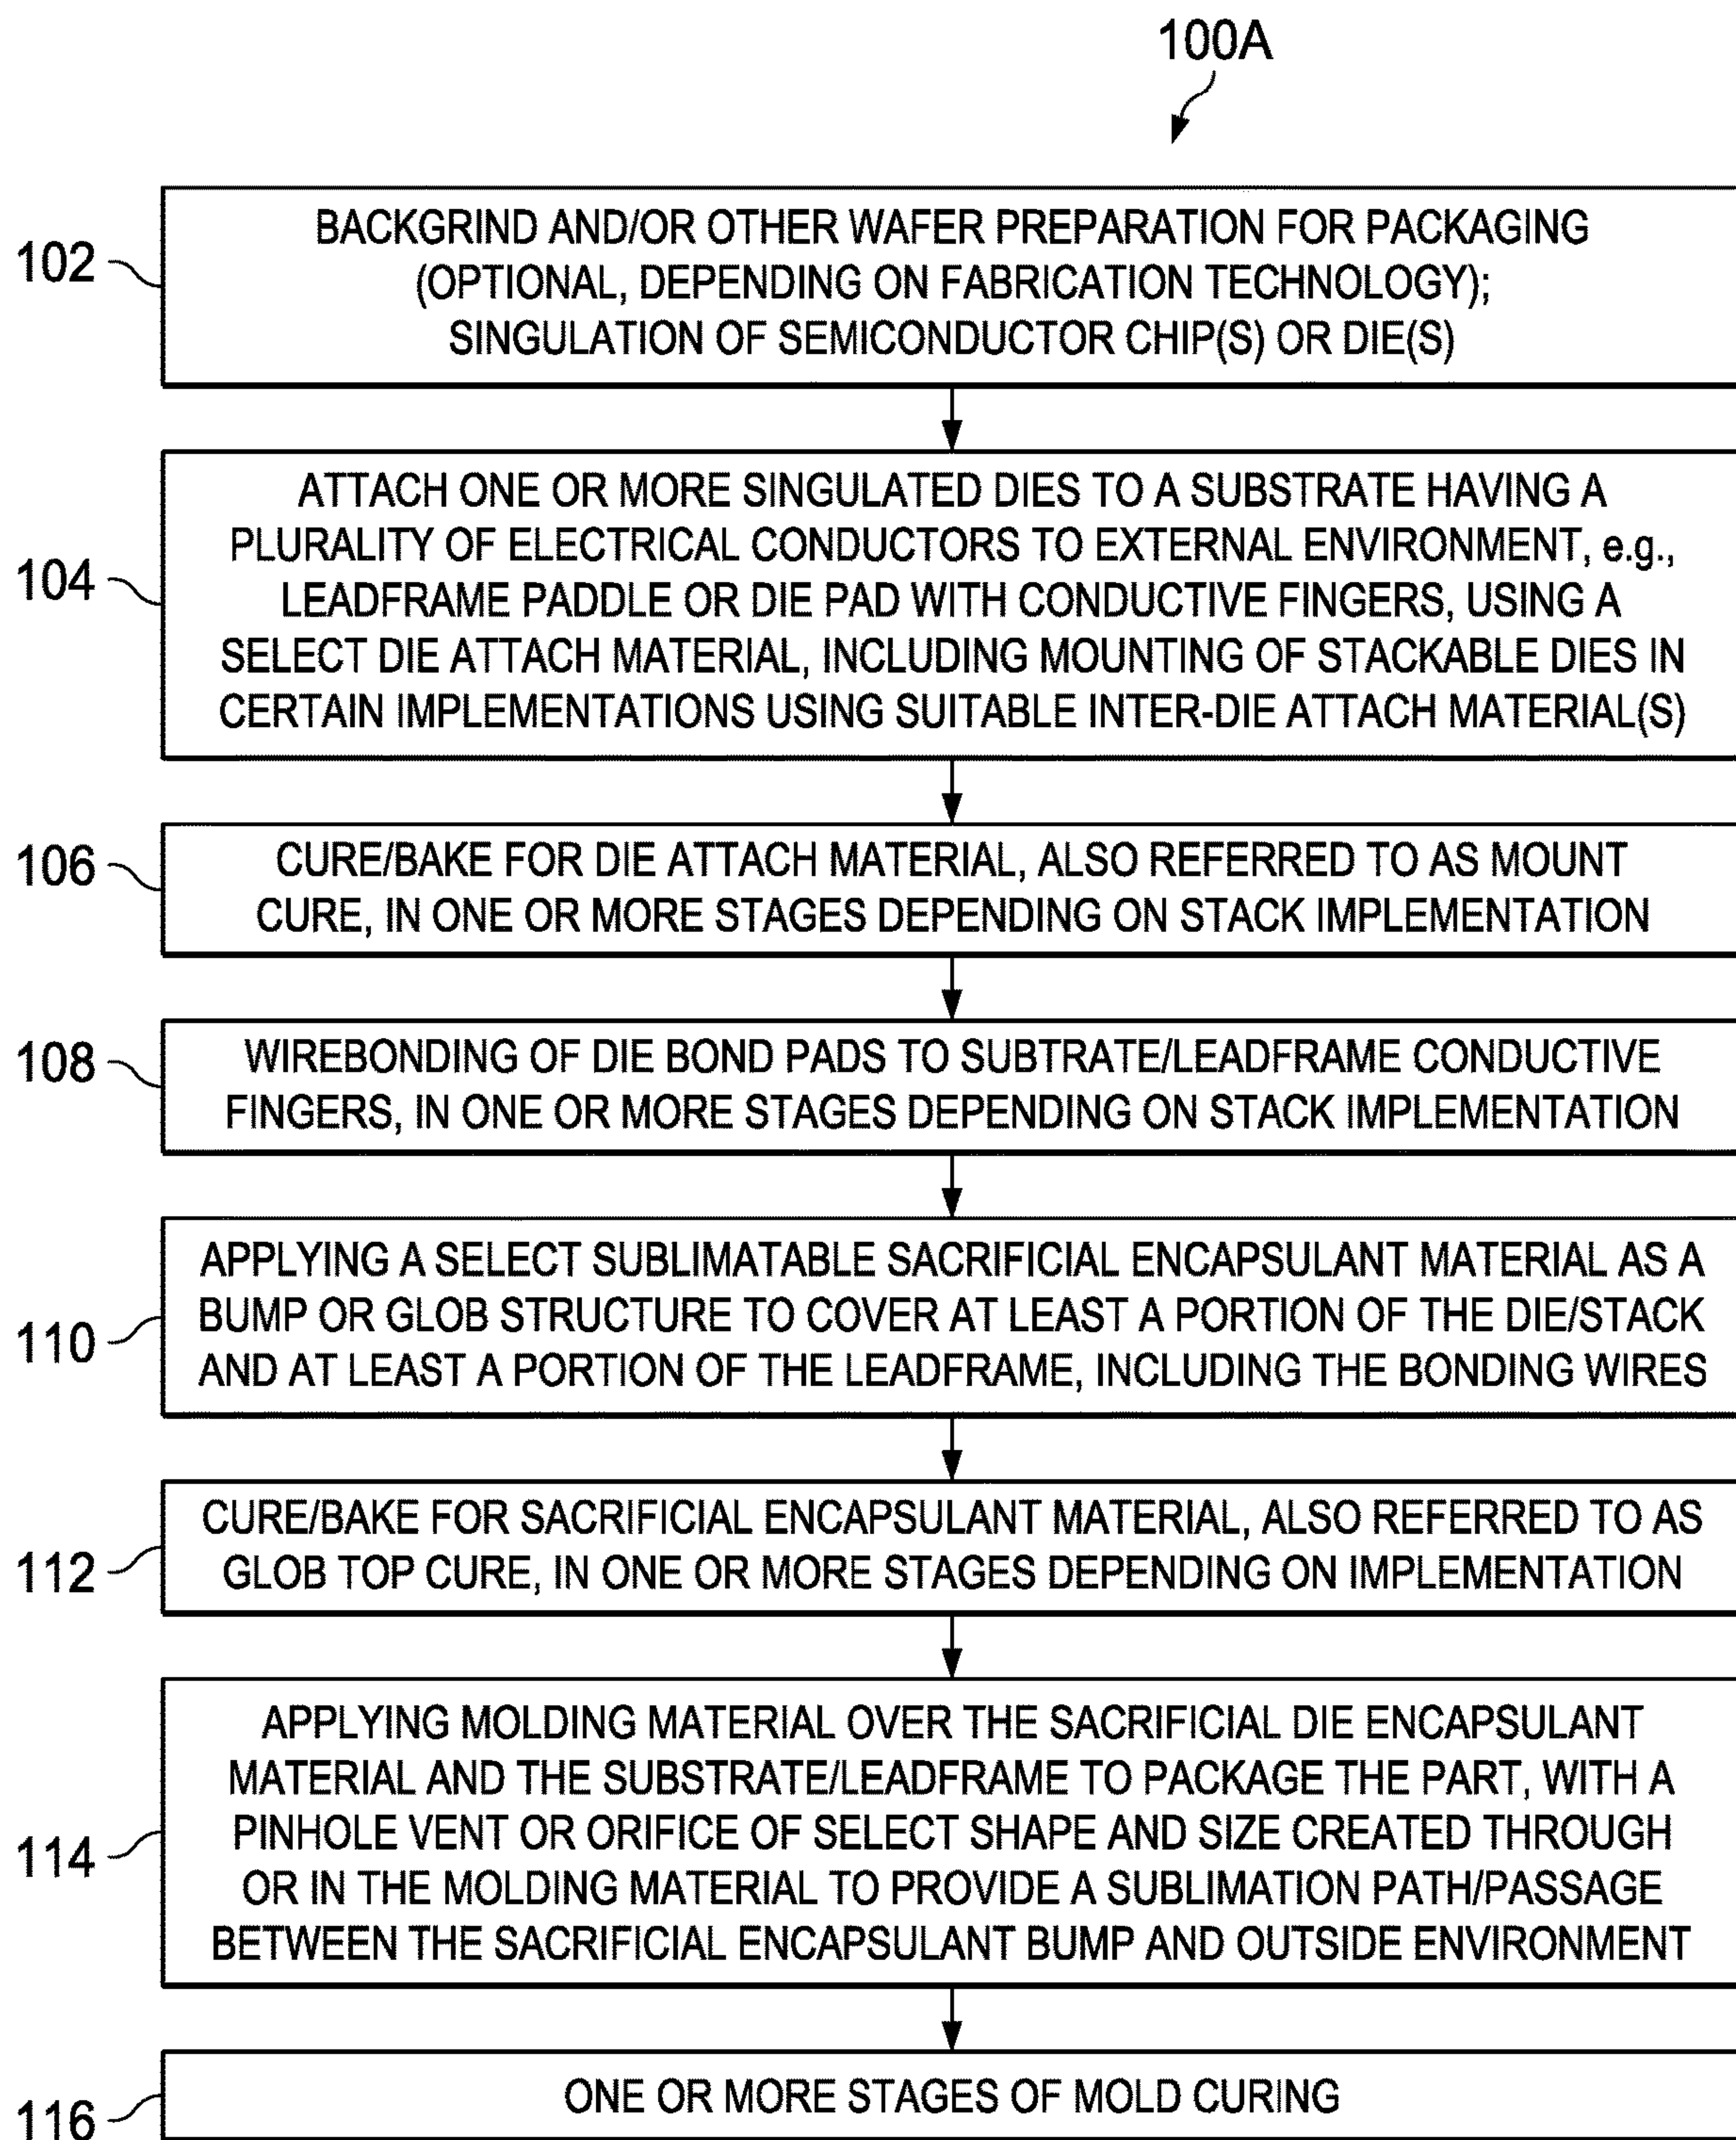 100A
102
BACKGRIND AND/OR OTHER WAFER PREPARATION FOR PACKAGING
(OPTIONAL, DEPENDING ON FABRICATION TECHNOLOGY);
SINGULATION OF SEMICONDUCTOR CHIP(S) OR DIE(S)
104
ATTACH ONE OR MORE SINGULATED DIES TO A SUBSTRATE HAVING A
PLURALITY OF ELECTRICAL CONDUCTORS TO EXTERNAL ENVIRONMENT, e.g.,
LEADFRAME PADDLE OR DIE PAD WITH CONDUCTIVE FINGERS, USING A
SELECT DIE ATTACH MATERIAL, INCLUDING MOUNTING OF STACKABLE DIES IN
CERTAIN IMPLEMENTATIONS USING SUITABLE INTER-DIE ATTACH MATERIAL(S)
106
CURE/BAKE FOR DIE ATTACH MATERIAL, ALSO REFERRED TO AS MOUNT
CURE, IN ONE OR MORE STAGES DEPENDING ON STACK IMPLEMENTATION
108
WIREBONDING OF DIE BOND PADS TO SUBTRATE/LEADFRAME CONDUCTIVE
FINGERS, IN ONE OR MORE STAGES DEPENDING ON STACK IMPLEMENTATION
110
APPLYING A SELECT SUBLIMATABLE SACRIFICIAL ENCAPSULANT MATERIAL AS A
BUMP OR GLOB STRUCTURE TO COVER AT LEAST A PORTION OF THE DIE/STACK
AND AT LEAST A PORTION OF THE LEADFRAME, INCLUDING THE BONDING WIRES
112
CURE/BAKE FOR SACRIFICIAL ENCAPSULANT MATERIAL, ALSO REFERRED TO AS
GLOB TOP CURE, IN ONE OR MORE STAGES DEPENDING ON IMPLEMENTATION
114
APPLYING MOLDING MATERIAL OVER THE SACRIFICIAL DIE ENCAPSULANT
MATERIAL AND THE SUBSTRATE/LEADFRAME TO PACKAGE THE PART, WITH A
PINHOLE VENT OR ORIFICE OF SELECT SHAPE AND SIZE CREATED THROUGH
OR IN THE MOLDING MATERIAL TO PROVIDE A SUBLIMATION PATH/PASSAGE
BETWEEN THE SACRIFICIAL ENCAPSULANT BUMP AND OUTSIDE ENVIRONMENT
116
ONE OR MORE STAGES OF MOLD CURING